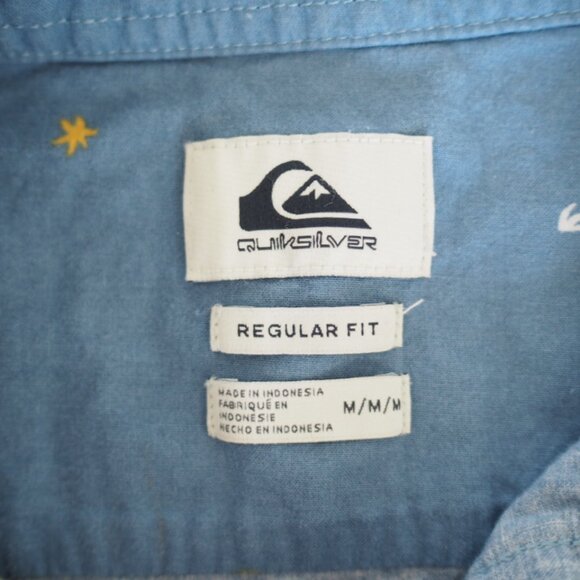 QUIKSILVER
REGULAR FIT
MADE IN INDONESIA
FABRIQUÉ EN
INDONESIE
HECHO EN INDONESIA
M/M/M